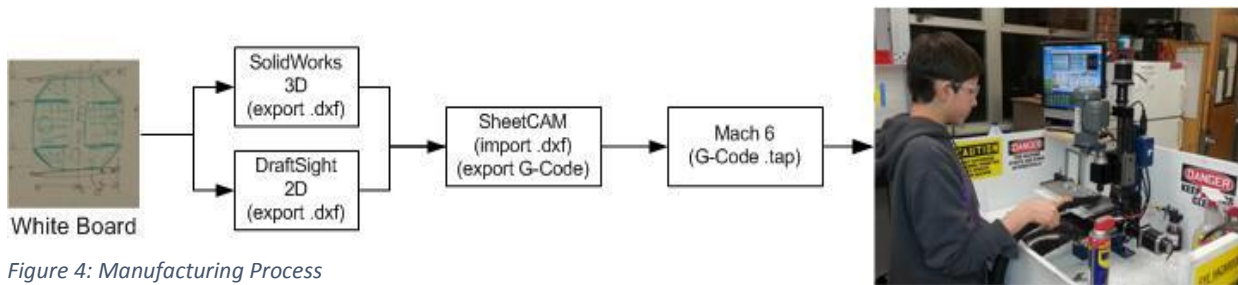 White Board
SolidWorks
3D
(export .dxf)
DraftSight
2D
(export .dxf)
SheetCAM
(import .dxf)
(export G-Code)
Mach 6
(G-Code .tap)
CAUTION
DANGER
DANGER
Figure 4: Manufacturing Process